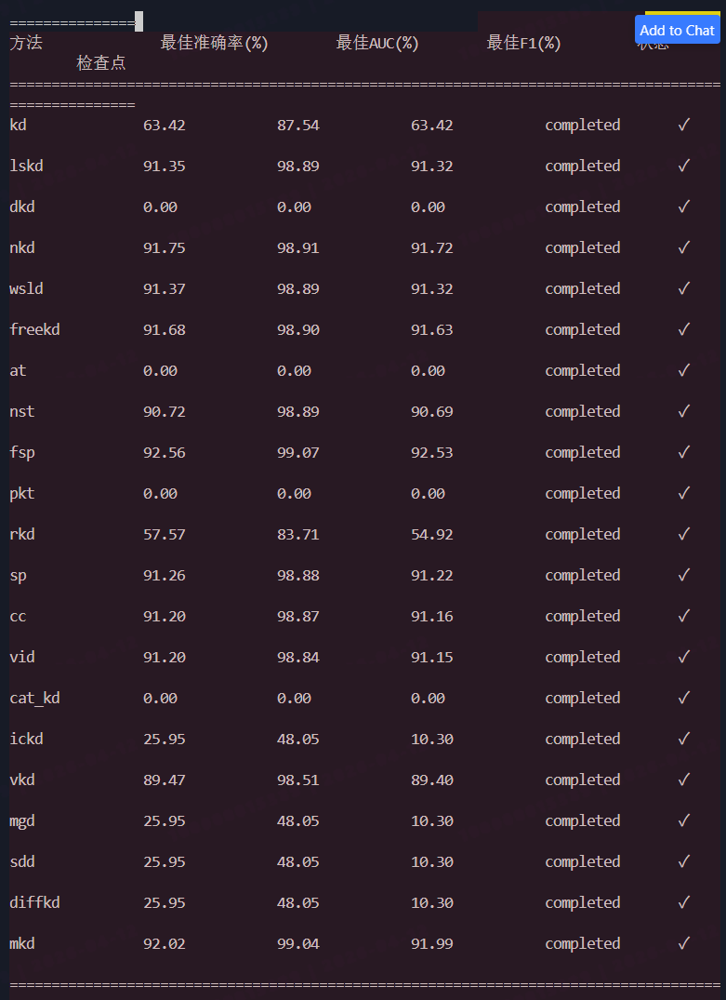 ===============
方法 最佳准确率(%) 最佳AUC(%) 最佳F1(%) Add to Chat
检查点
=====================================================================================
===============
kd 63.42 87.54 63.42 completed ✓
lskd 91.35 98.89 91.32 completed ✓
dkd 0.00 0.00 0.00 completed ✓
nkd 91.75 98.91 91.72 completed ✓
wsld 91.37 98.89 91.32 completed ✓
freekd 91.68 98.90 91.63 completed ✓
at 0.00 0.00 0.00 completed ✓
nst 90.72 98.89 90.69 completed ✓
fsp 92.56 99.07 92.53 completed ✓
pkt 0.00 0.00 0.00 completed ✓
rkd 57.57 83.71 54.92 completed ✓
sp 91.26 98.88 91.22 completed ✓
cc 91.20 98.87 91.16 completed ✓
vid 91.20 98.84 91.15 completed ✓
cat_kd 0.00 0.00 0.00 completed ✓
ickd 25.95 48.05 10.30 completed ✓
vkd 89.47 98.51 89.40 completed ✓
mgd 25.95 48.05 10.30 completed ✓
sdd 25.95 48.05 10.30 completed ✓
diffkd 25.95 48.05 10.30 completed ✓
mkd 92.02 99.04 91.99 completed ✓
=====================================================================================